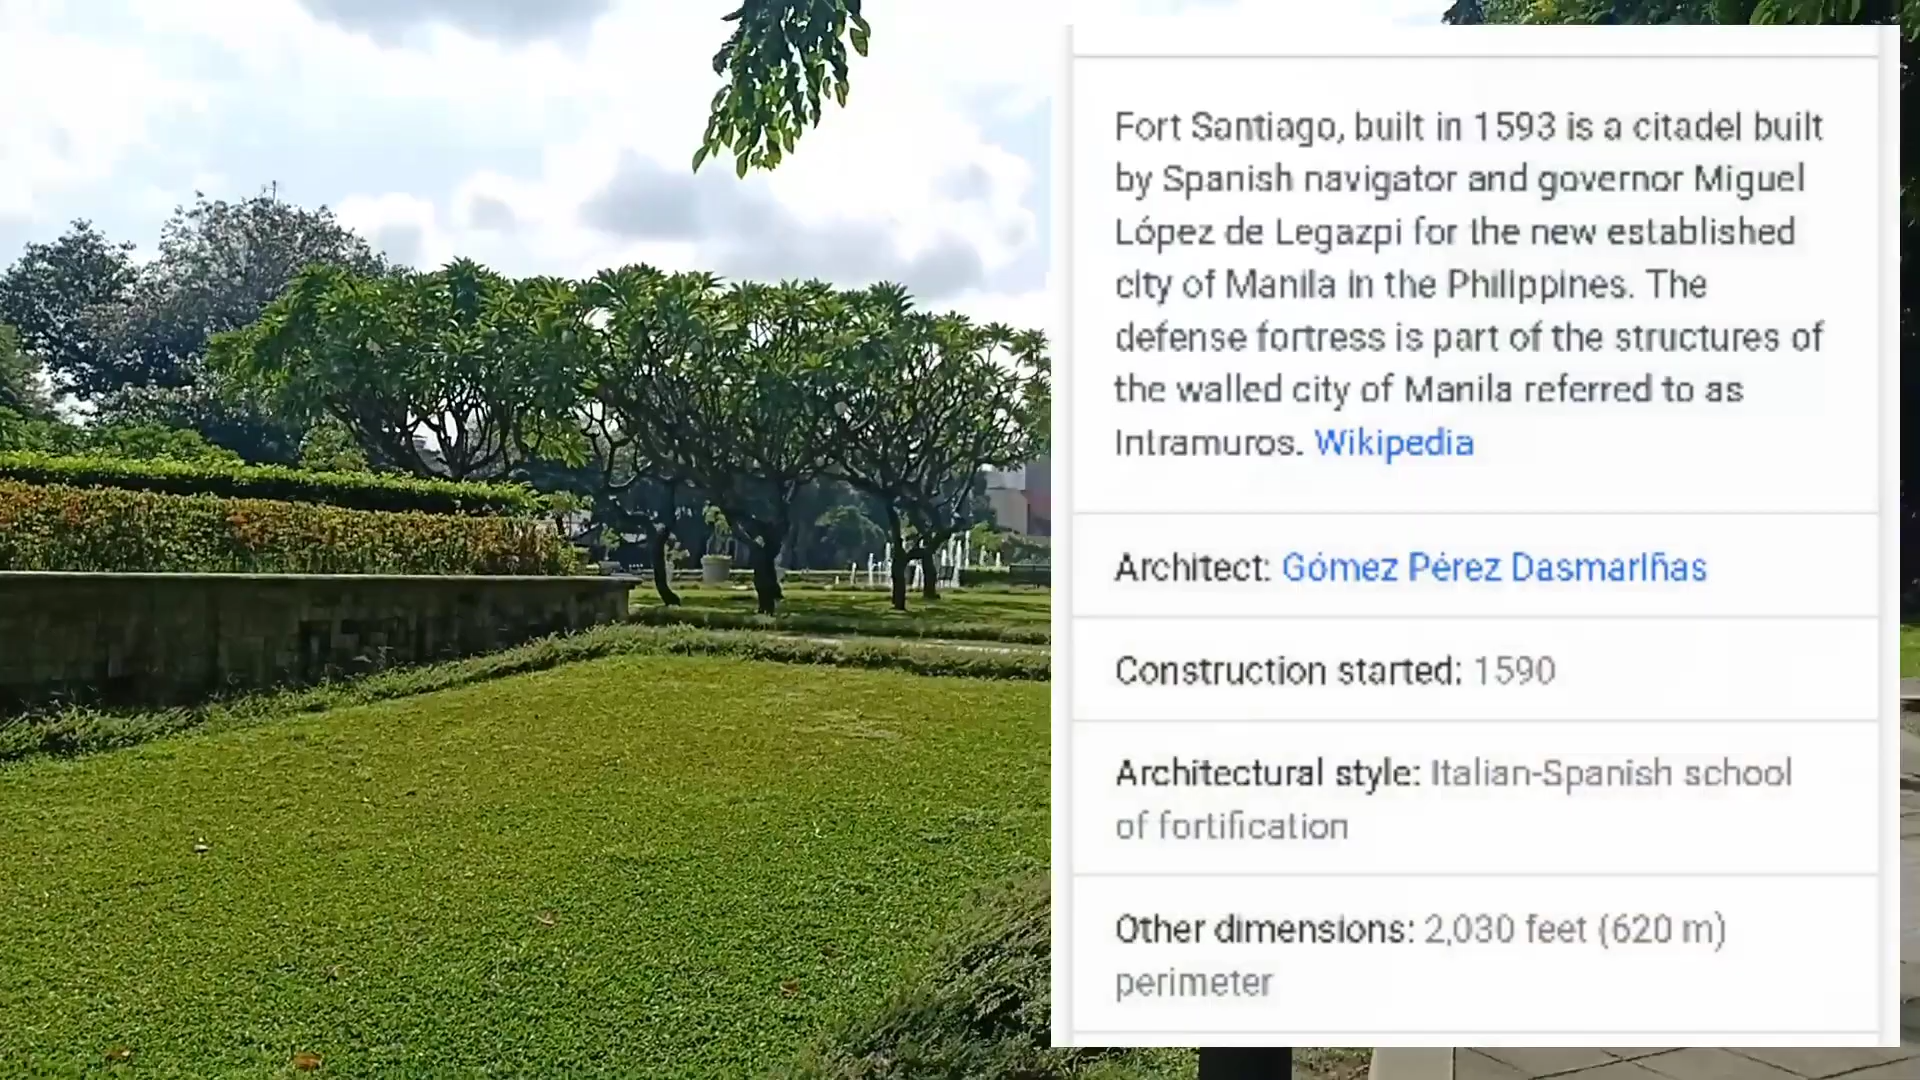 Fort Santiago, built in 1593 is a citadel built
by Spanish navigator and governor Miguel
López de Legazpi for the new established
city of Manila in the Philippines. The
defense fortress is part of the structures of
the walled city of Manila referred to as
Intramuros. Wikipedia
Architect: Gómez Pérez Dasmariñas
Construction started: 1590
Architectural style: Italian-Spanish school
of fortification
Other dimensions: 2,030 feet (620 m)
perimeter